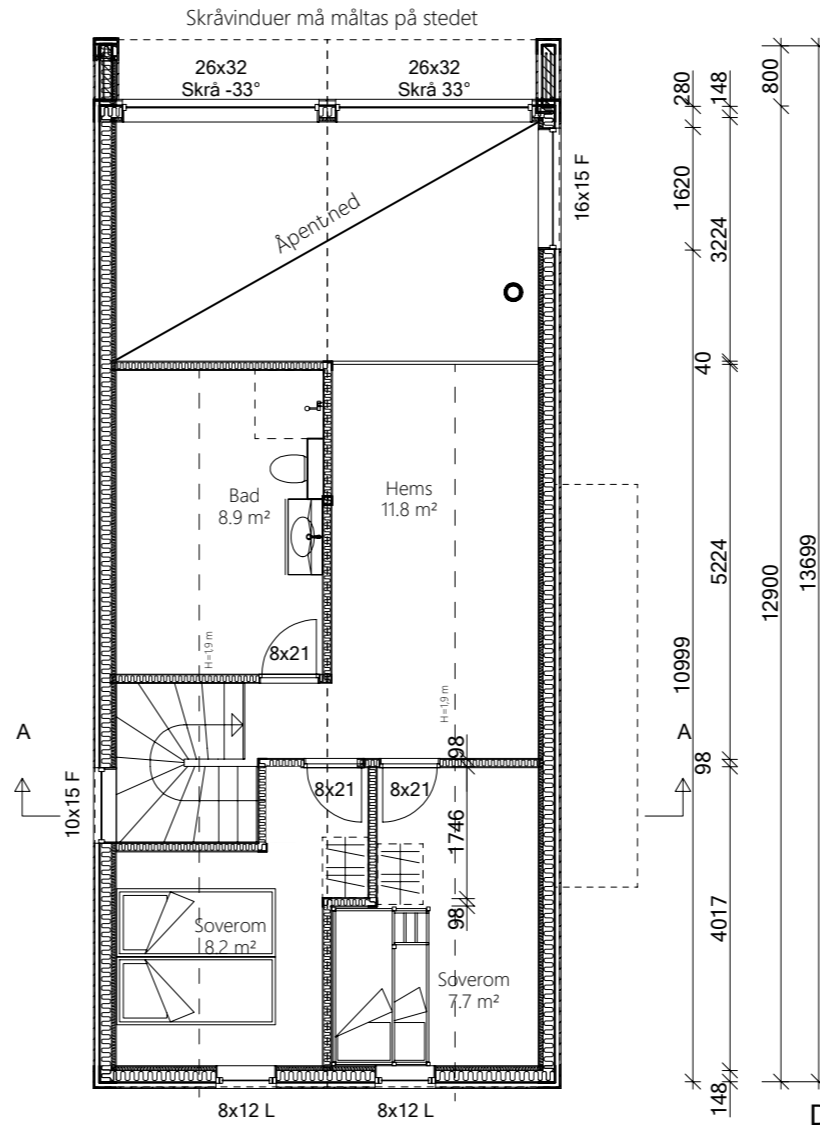 Skråvinduer må måltas på stedet
26x32
Skrå -33°
26x32
Skrå 33°
280
148
800
16x15 F
1620
3224
Åpent ned
40
Bad
8.9 m²
Hems
11.8 m²
5224
12900
13699
10999
H=1,9 m
8x21
H=1,9 m
A
98
A
98
8x21
8x21
10x15 F
1746
98
4017
Soverom
8.2 m²
Soverom
7.7 m²
148
8x12 L
8x12 L